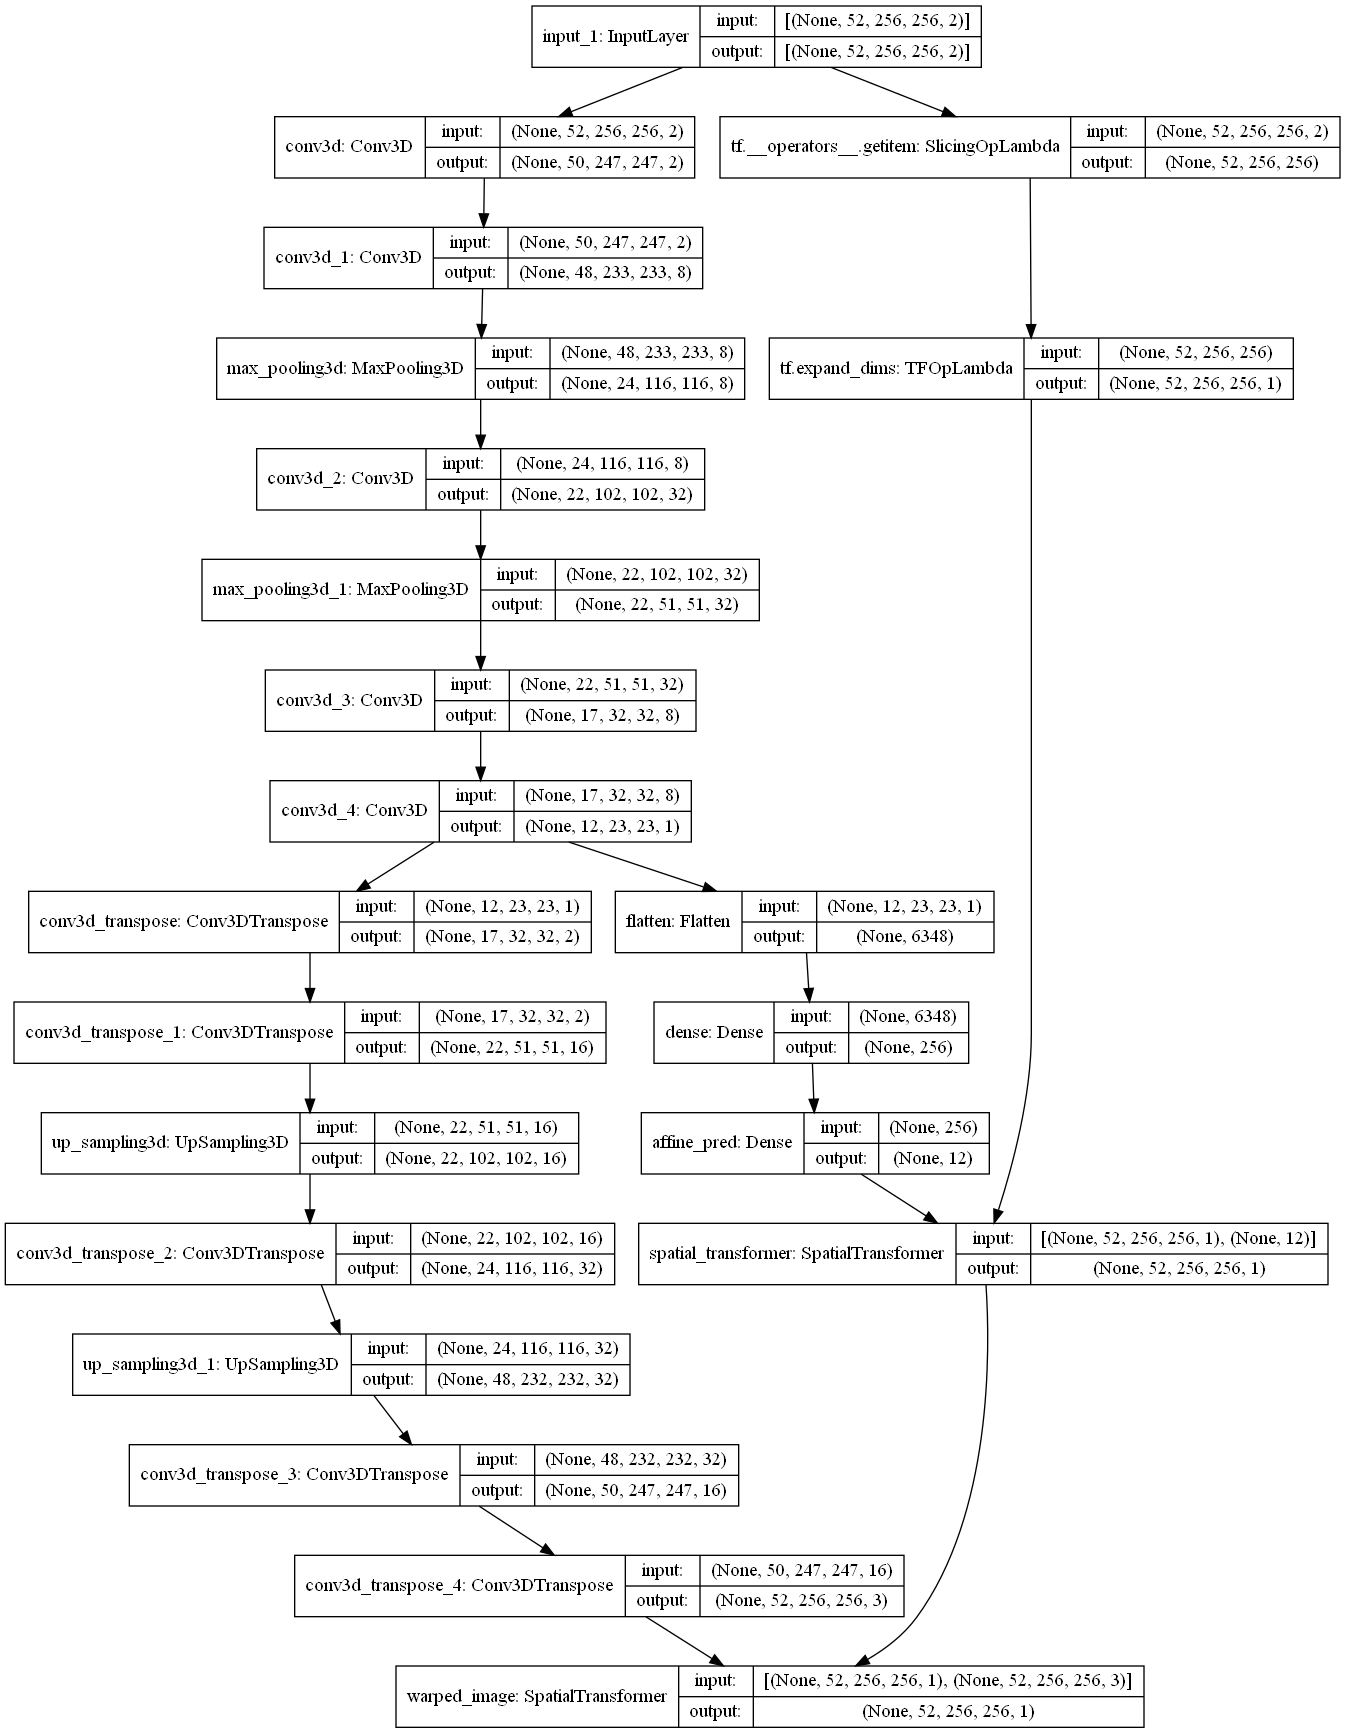 input_1: InputLayer
input: [(None, 52, 256, 256, 2)]
output: [(None, 52, 256, 256, 2)]
conv3d: Conv3D
input: (None, 52, 256, 256, 2)
output: (None, 50, 247, 247, 2)
tf.__operators__.getitem: SlicingOpLambda
input: (None, 52, 256, 256, 2)
output: (None, 52, 256, 256)
conv3d_1: Conv3D
input: (None, 50, 247, 247, 2)
output: (None, 48, 233, 233, 8)
max_pooling3d: MaxPooling3D
input: (None, 48, 233, 233, 8)
output: (None, 24, 116, 116, 8)
tf.expand_dims: TFOpLambda
input: (None, 52, 256, 256)
output: (None, 52, 256, 256, 1)
conv3d_2: Conv3D
input: (None, 24, 116, 116, 8)
output: (None, 22, 102, 102, 32)
max_pooling3d_1: MaxPooling3D
input: (None, 22, 102, 102, 32)
output: (None, 22, 51, 51, 32)
conv3d_3: Conv3D
input: (None, 22, 51, 51, 32)
output: (None, 17, 32, 32, 8)
conv3d_4: Conv3D
input: (None, 17, 32, 32, 8)
output: (None, 12, 23, 23, 1)
conv3d_transpose: Conv3DTranspose
input: (None, 12, 23, 23, 1)
output: (None, 17, 32, 32, 2)
flatten: Flatten
input: (None, 12, 23, 23, 1)
output: (None, 6348)
conv3d_transpose_1: Conv3DTranspose
input: (None, 17, 32, 32, 2)
output: (None, 22, 51, 51, 16)
dense: Dense
input: (None, 6348)
output: (None, 256)
up_sampling3d: UpSampling3D
input: (None, 22, 51, 51, 16)
output: (None, 22, 102, 102, 16)
affine_pred: Dense
input: (None, 256)
output: (None, 12)
conv3d_transpose_2: Conv3DTranspose
input: (None, 22, 102, 102, 16)
output: (None, 24, 116, 116, 32)
spatial_transformer: SpatialTransformer
input: [(None, 52, 256, 256, 1), (None, 12)]
output: (None, 52, 256, 256, 1)
up_sampling3d_1: UpSampling3D
input: (None, 24, 116, 116, 32)
output: (None, 48, 232, 232, 32)
conv3d_transpose_3: Conv3DTranspose
input: (None, 48, 232, 232, 32)
output: (None, 50, 247, 247, 16)
conv3d_transpose_4: Conv3DTranspose
input: (None, 50, 247, 247, 16)
output: (None, 52, 256, 256, 3)
warped_image: SpatialTransformer
input: [(None, 52, 256, 256, 1), (None, 52, 256, 256, 3)]
output: (None, 52, 256, 256, 1)